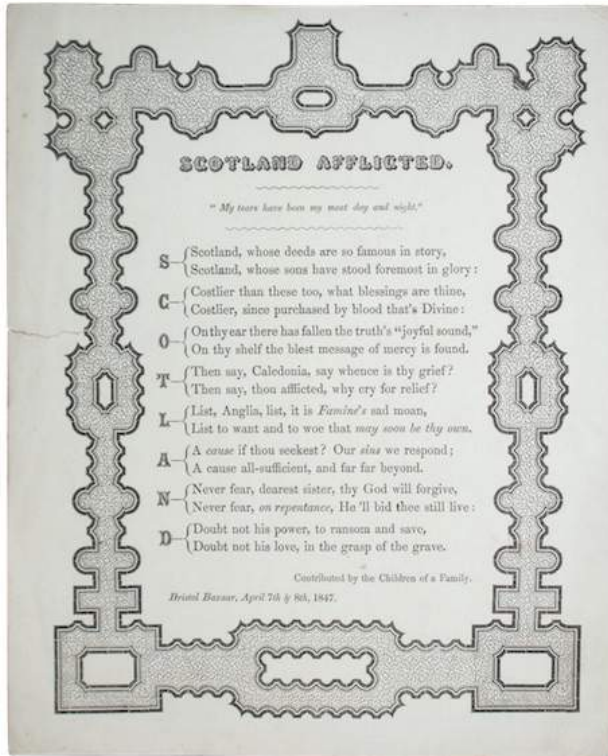 SCOTLAND AFFLICTED.
"My tears have been my meat day and night."
S Scotland, whose deeds are so famous in story,
Scotland, whose sons have stood foremost in glory:
C Costlier than these too, what blessings are thine,
Costlier, since purchased by blood that's Divine:
O On thy ear there has fallen the truth's "joyful sound,"
On thy shelf the blest message of mercy is found.
T Then say, Caledonia, say whence is thy grief?
Then say, thou afflicted, why cry for relief?
L List, Anglia, list, it is Famine's sad moan,
List to want and to woe that may soon be thy own.
A A cause if thou seekest? Our sins we respond;
A cause all-sufficient, and far far beyond.
N Never fear, dearest sister, thy God will forgive,
Never fear, on repentance, He'll bid thee still live:
D Doubt not his power, to ransom and save,
Doubt not his love, in the grasp of the grave.
Contributed by the Children of a Family.
Bristol Bazaar, April 7th & 8th, 1847.